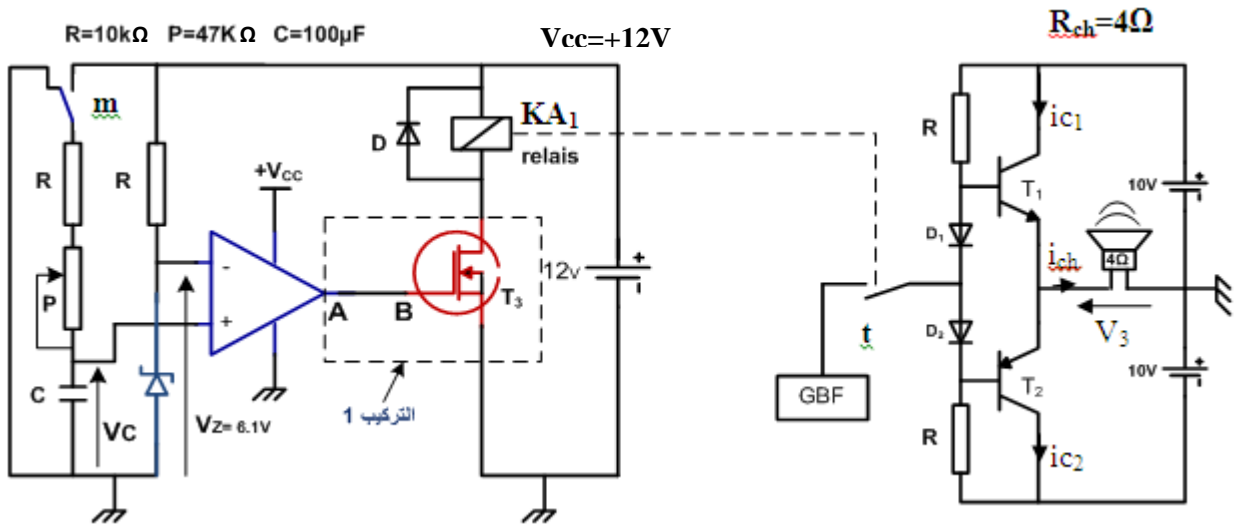 R=10kΩ P=47KΩ C=100µF
Vcc=+12V
Rch=4Ω
m
R
R
P
C
VC
VZ= 6.1V
+VCC
-
+
A
B
التركيب 1
D
KA1
relais
T3
12v
+
-
t
GBF
R
D1
D2
R
T1
T2
ic1
ic2
ich
4Ω
V3
10V
+
-
10V
+
-